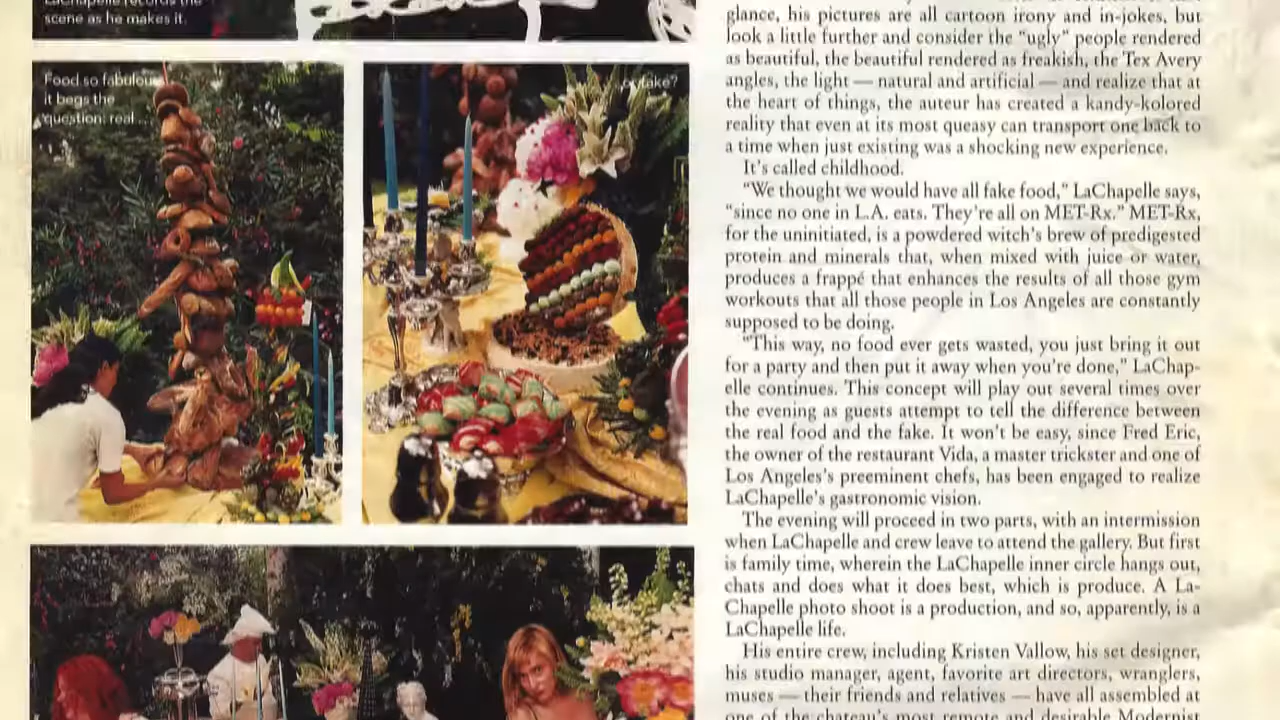 LaChapelle records the
scene as he makes it.
Food so fabulous
it begs the
question: real ...
or fake?
glance, his pictures are all cartoon irony and in-jokes, but
look a little further and consider the "ugly" people rendered
as beautiful, the beautiful rendered as freakish, the Tex Avery
angles, the light — natural and artificial — and realize that at
the heart of things, the auteur has created a kandy-kolored
reality that even at its most queasy can transport one back to
a time when just existing was a shocking new experience.
It's called childhood.
"We thought we would have all fake food," LaChapelle says,
"since no one in L.A. eats. They're all on MET-Rx." MET-Rx,
for the uninitiated, is a powdered witch's brew of predigested
protein and minerals that, when mixed with juice or water,
produces a frappé that enhances the results of all those gym
workouts that all those people in Los Angeles are constantly
supposed to be doing.
"This way, no food ever gets wasted, you just bring it out
for a party and then put it away when you're done," LaChap-
elle continues. This concept will play out several times over
the evening as guests attempt to tell the difference between
the real food and the fake. It won't be easy, since Fred Eric,
the owner of the restaurant Vida, a master trickster and one of
Los Angeles's preeminent chefs, has been engaged to realize
LaChapelle's gastronomic vision.
The evening will proceed in two parts, with an intermission
when LaChapelle and crew leave to attend the gallery. But first
is family time, wherein the LaChapelle inner circle hangs out,
chats and does what it does best, which is produce. A La-
Chapelle photo shoot is a production, and so, apparently, is a
LaChapelle life.
His entire crew, including Kristen Vallow, his set designer,
his studio manager, agent, favorite art directors, wranglers,
muses — their friends and relatives — have all assembled at
one of the chateau's most remote and desirable Modernist